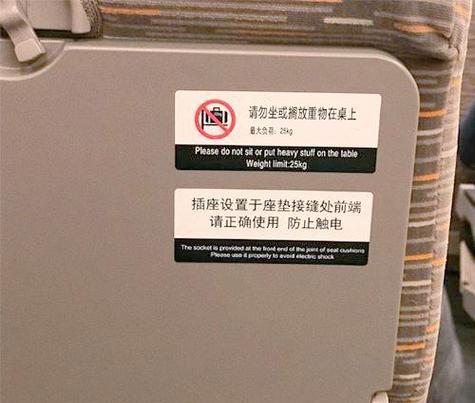 请勿坐或搁放重物在桌上
最大负荷：25kg
Please do not sit or put heavy stuff on the table
Weight limit:25kg
插座设置于座垫接缝处前端
请正确使用 防止触电
The socket is provided at the front end of the joint of seat cushions
Please use it properly to avoid electric shock